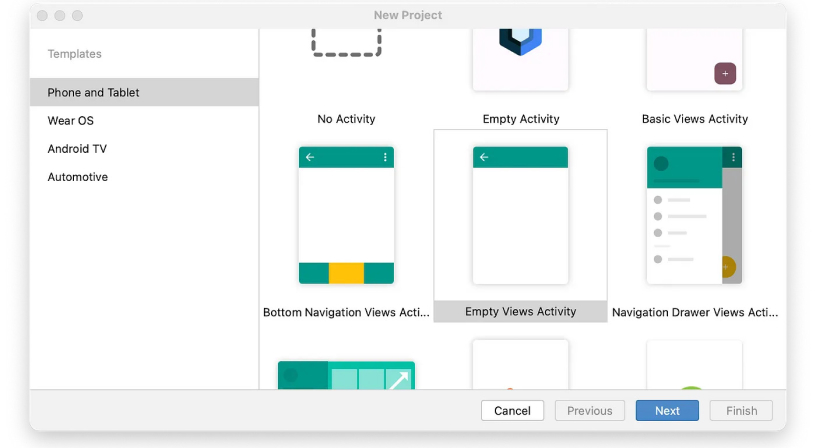 New Project
Templates
Phone and Tablet
Wear OS
Android TV
Automotive
No Activity
Empty Activity
Basic Views Activity
Bottom Navigation Views Acti...
Empty Views Activity
Navigation Drawer Views Acti...
Cancel
Previous
Next
Finish